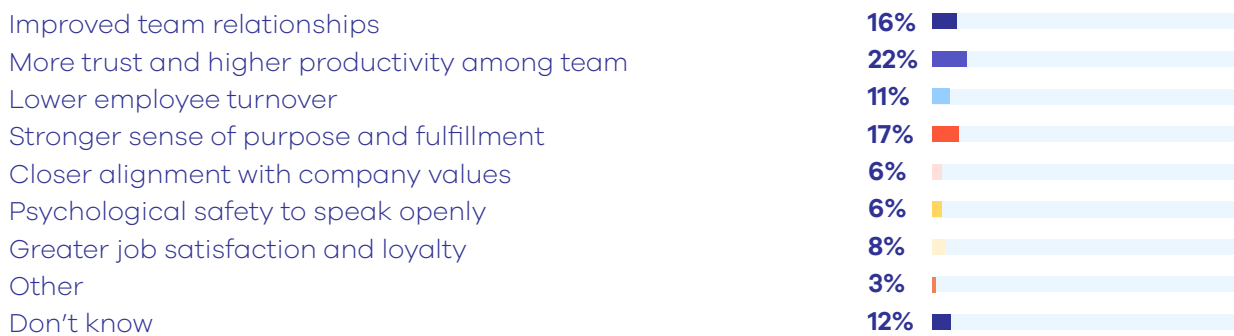 Improved team relationships 16%
More trust and higher productivity among team 22%
Lower employee turnover 11%
Stronger sense of purpose and fulfillment 17%
Closer alignment with company values 6%
Psychological safety to speak openly 6%
Greater job satisfaction and loyalty 8%
Other 3%
Don't know 12%